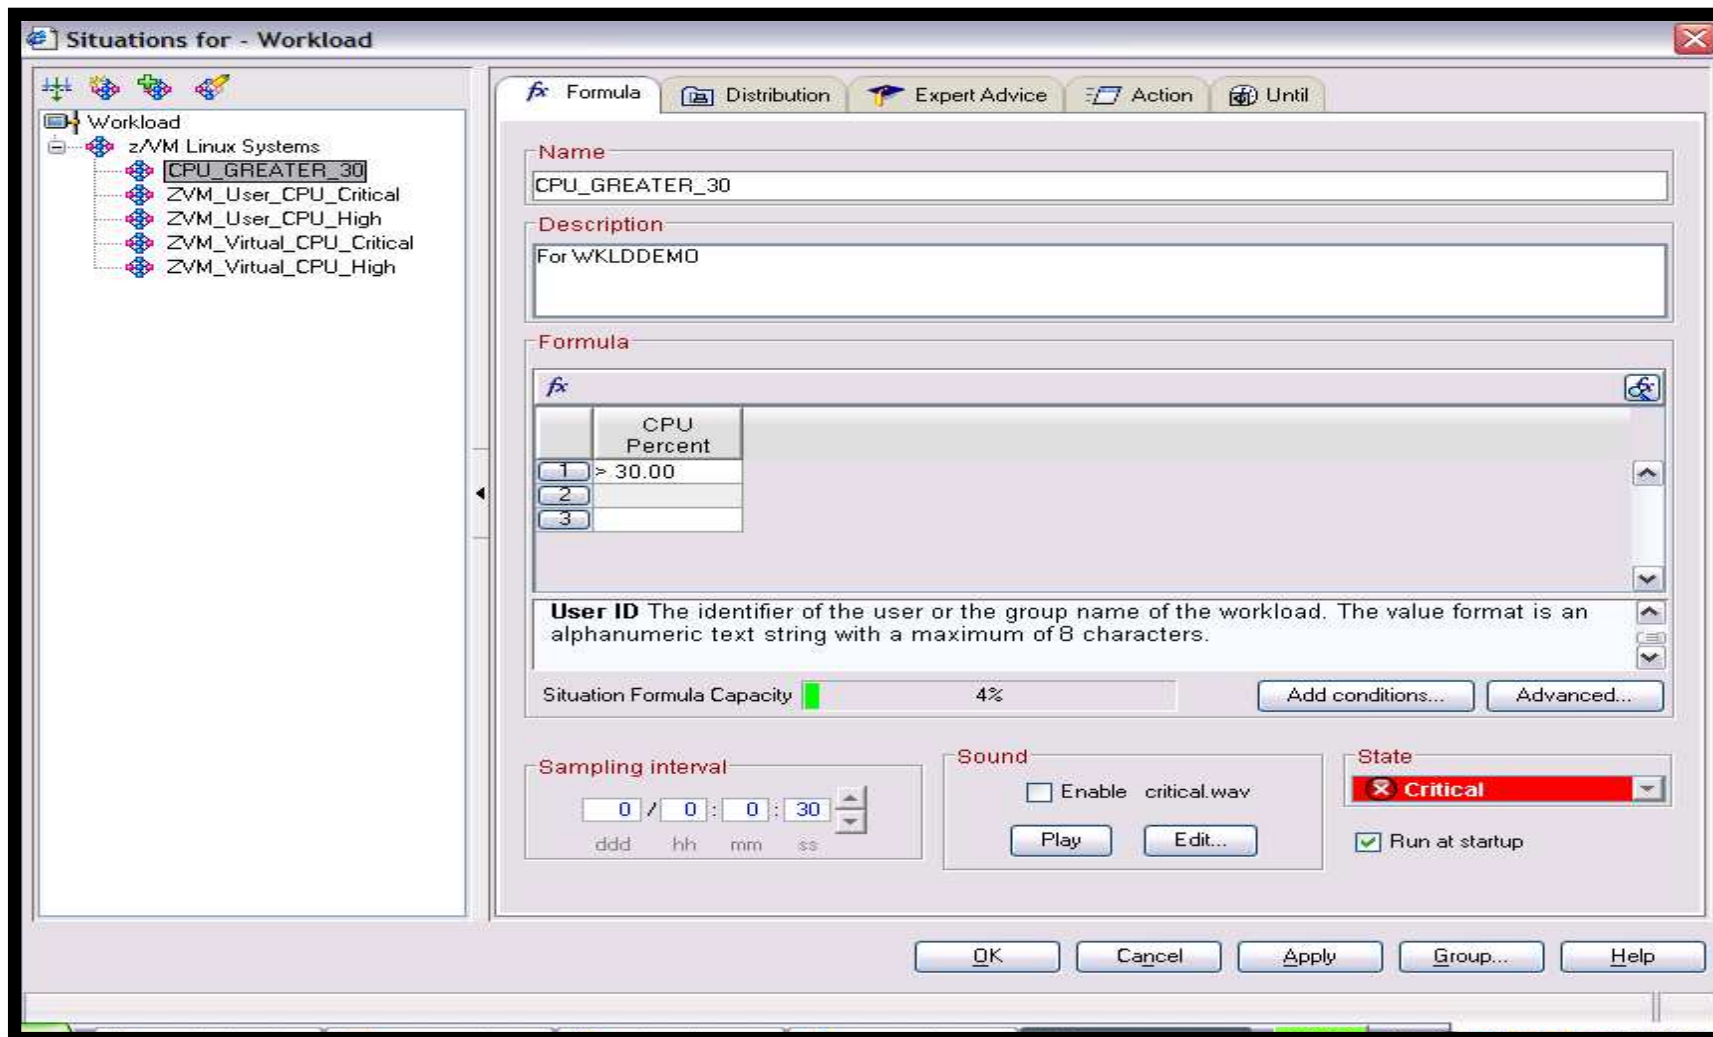 Situations for - Workload
Workload
z/VM Linux Systems
CPU_GREATER_30
ZVM_User_CPU_Critical
ZVM_User_CPU_High
ZVM_Virtual_CPU_Critical
ZVM_Virtual_CPU_High
fx Formula
Distribution
Expert Advice
Action
Until
Name
CPU_GREATER_30
Description
For WKLDDEMO
Formula
fx
CPU
Percent
1 > 30.00
2
3
User ID The identifier of the user or the group name of the workload. The value format is an
alphanumeric text string with a maximum of 8 characters.
Situation Formula Capacity 4% Add conditions... Advanced...
Sampling interval
0 / 0 : 0 : 30
ddd hh mm ss
Sound
Enable critical.wav
Play Edit...
State
Critical
Run at startup
OK Cancel Apply Group... Help